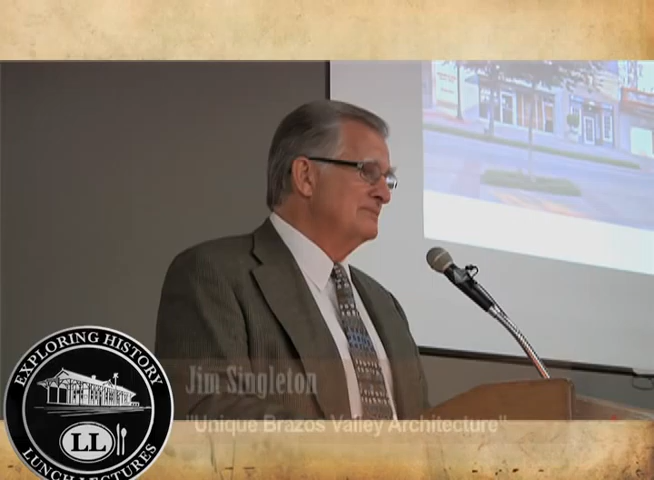 EXPLORING HISTORY
LL
LUNCH LECTURES
Jim Singleton
"Unique Brazos Valley Architecture"